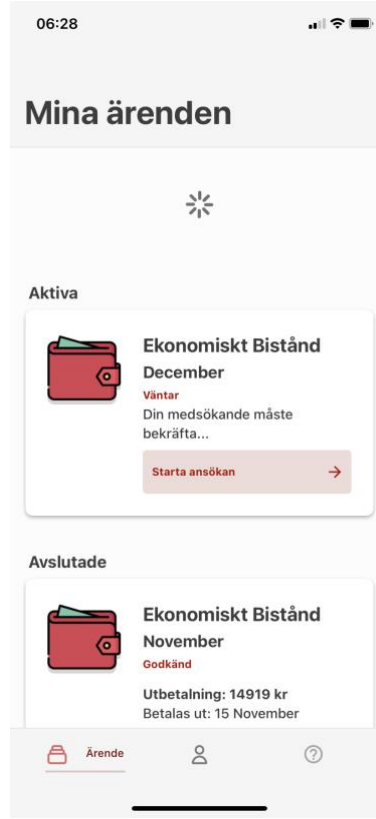 06:28
Mina ärenden
Aktiva
Ekonomiskt Bistånd
December
Väntar
Din medsökande måste
bekräfta...
Starta ansökan
Avslutade
Ekonomiskt Bistånd
November
Godkänd
Utbetalning: 14919 kr
Betalas ut: 15 November
Ärende